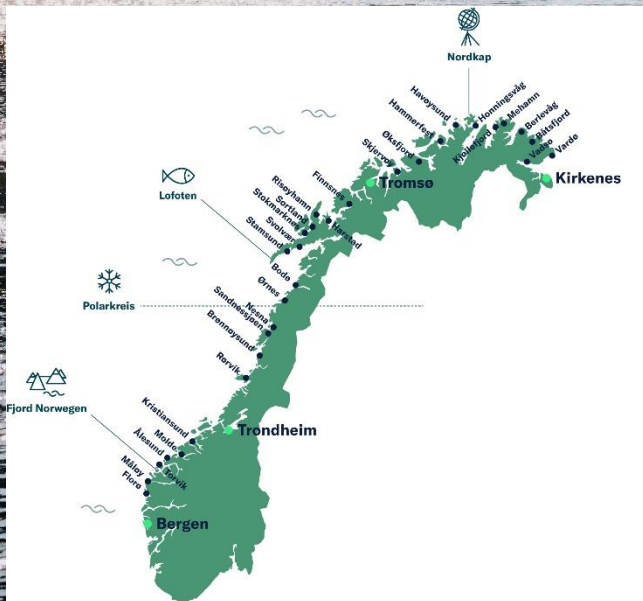 Nordkap
Havøysund
Hammerfest
Øksfjord
Skjervøy
Honningsvåg
Mehamn
Kjøllefjord
Berlevåg
Båtsfjord
Vardø
Vadsø
Kirkenes
Tromsø
Finnsnes
Harstad
Risøyhamn
Sortland
Stokmarknes
Svolvær
Stamsund
Lofoten
Bodø
Ørnes
Polarkreis
Nesna
Sandnessjøen
Brønnøysund
Rørvik
Fjord Norwegen
Trondheim
Kristiansund
Molde
Ålesund
Torvik
Måløy
Florø
Bergen